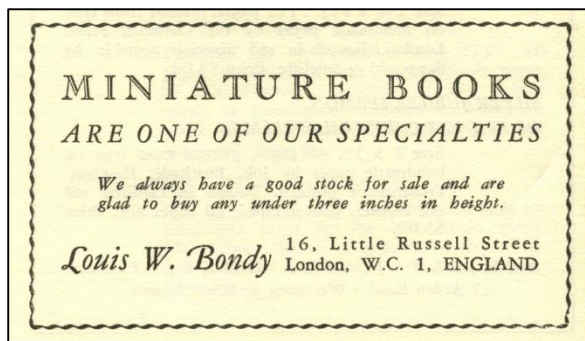 MINIATURE BOOKS
ARE ONE OF OUR SPECIALTIES
We always have a good stock for sale and are
glad to buy any under three inches in height.
Louis W. Bondy
16, Little Russell Street
London, W.C. 1, ENGLAND